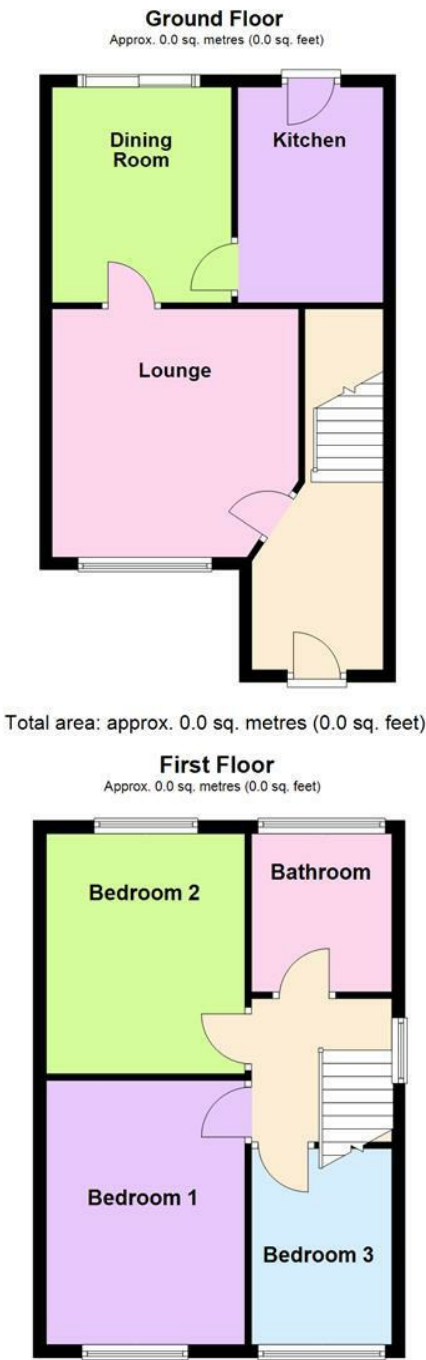 Ground Floor
Approx. 0.0 sq. metres (0.0 sq. feet)
Dining
Room
Kitchen
Lounge
Total area: approx. 0.0 sq. metres (0.0 sq. feet)
First Floor
Approx. 0.0 sq. metres (0.0 sq. feet)
Bedroom 2
Bathroom
Bedroom 1
Bedroom 3